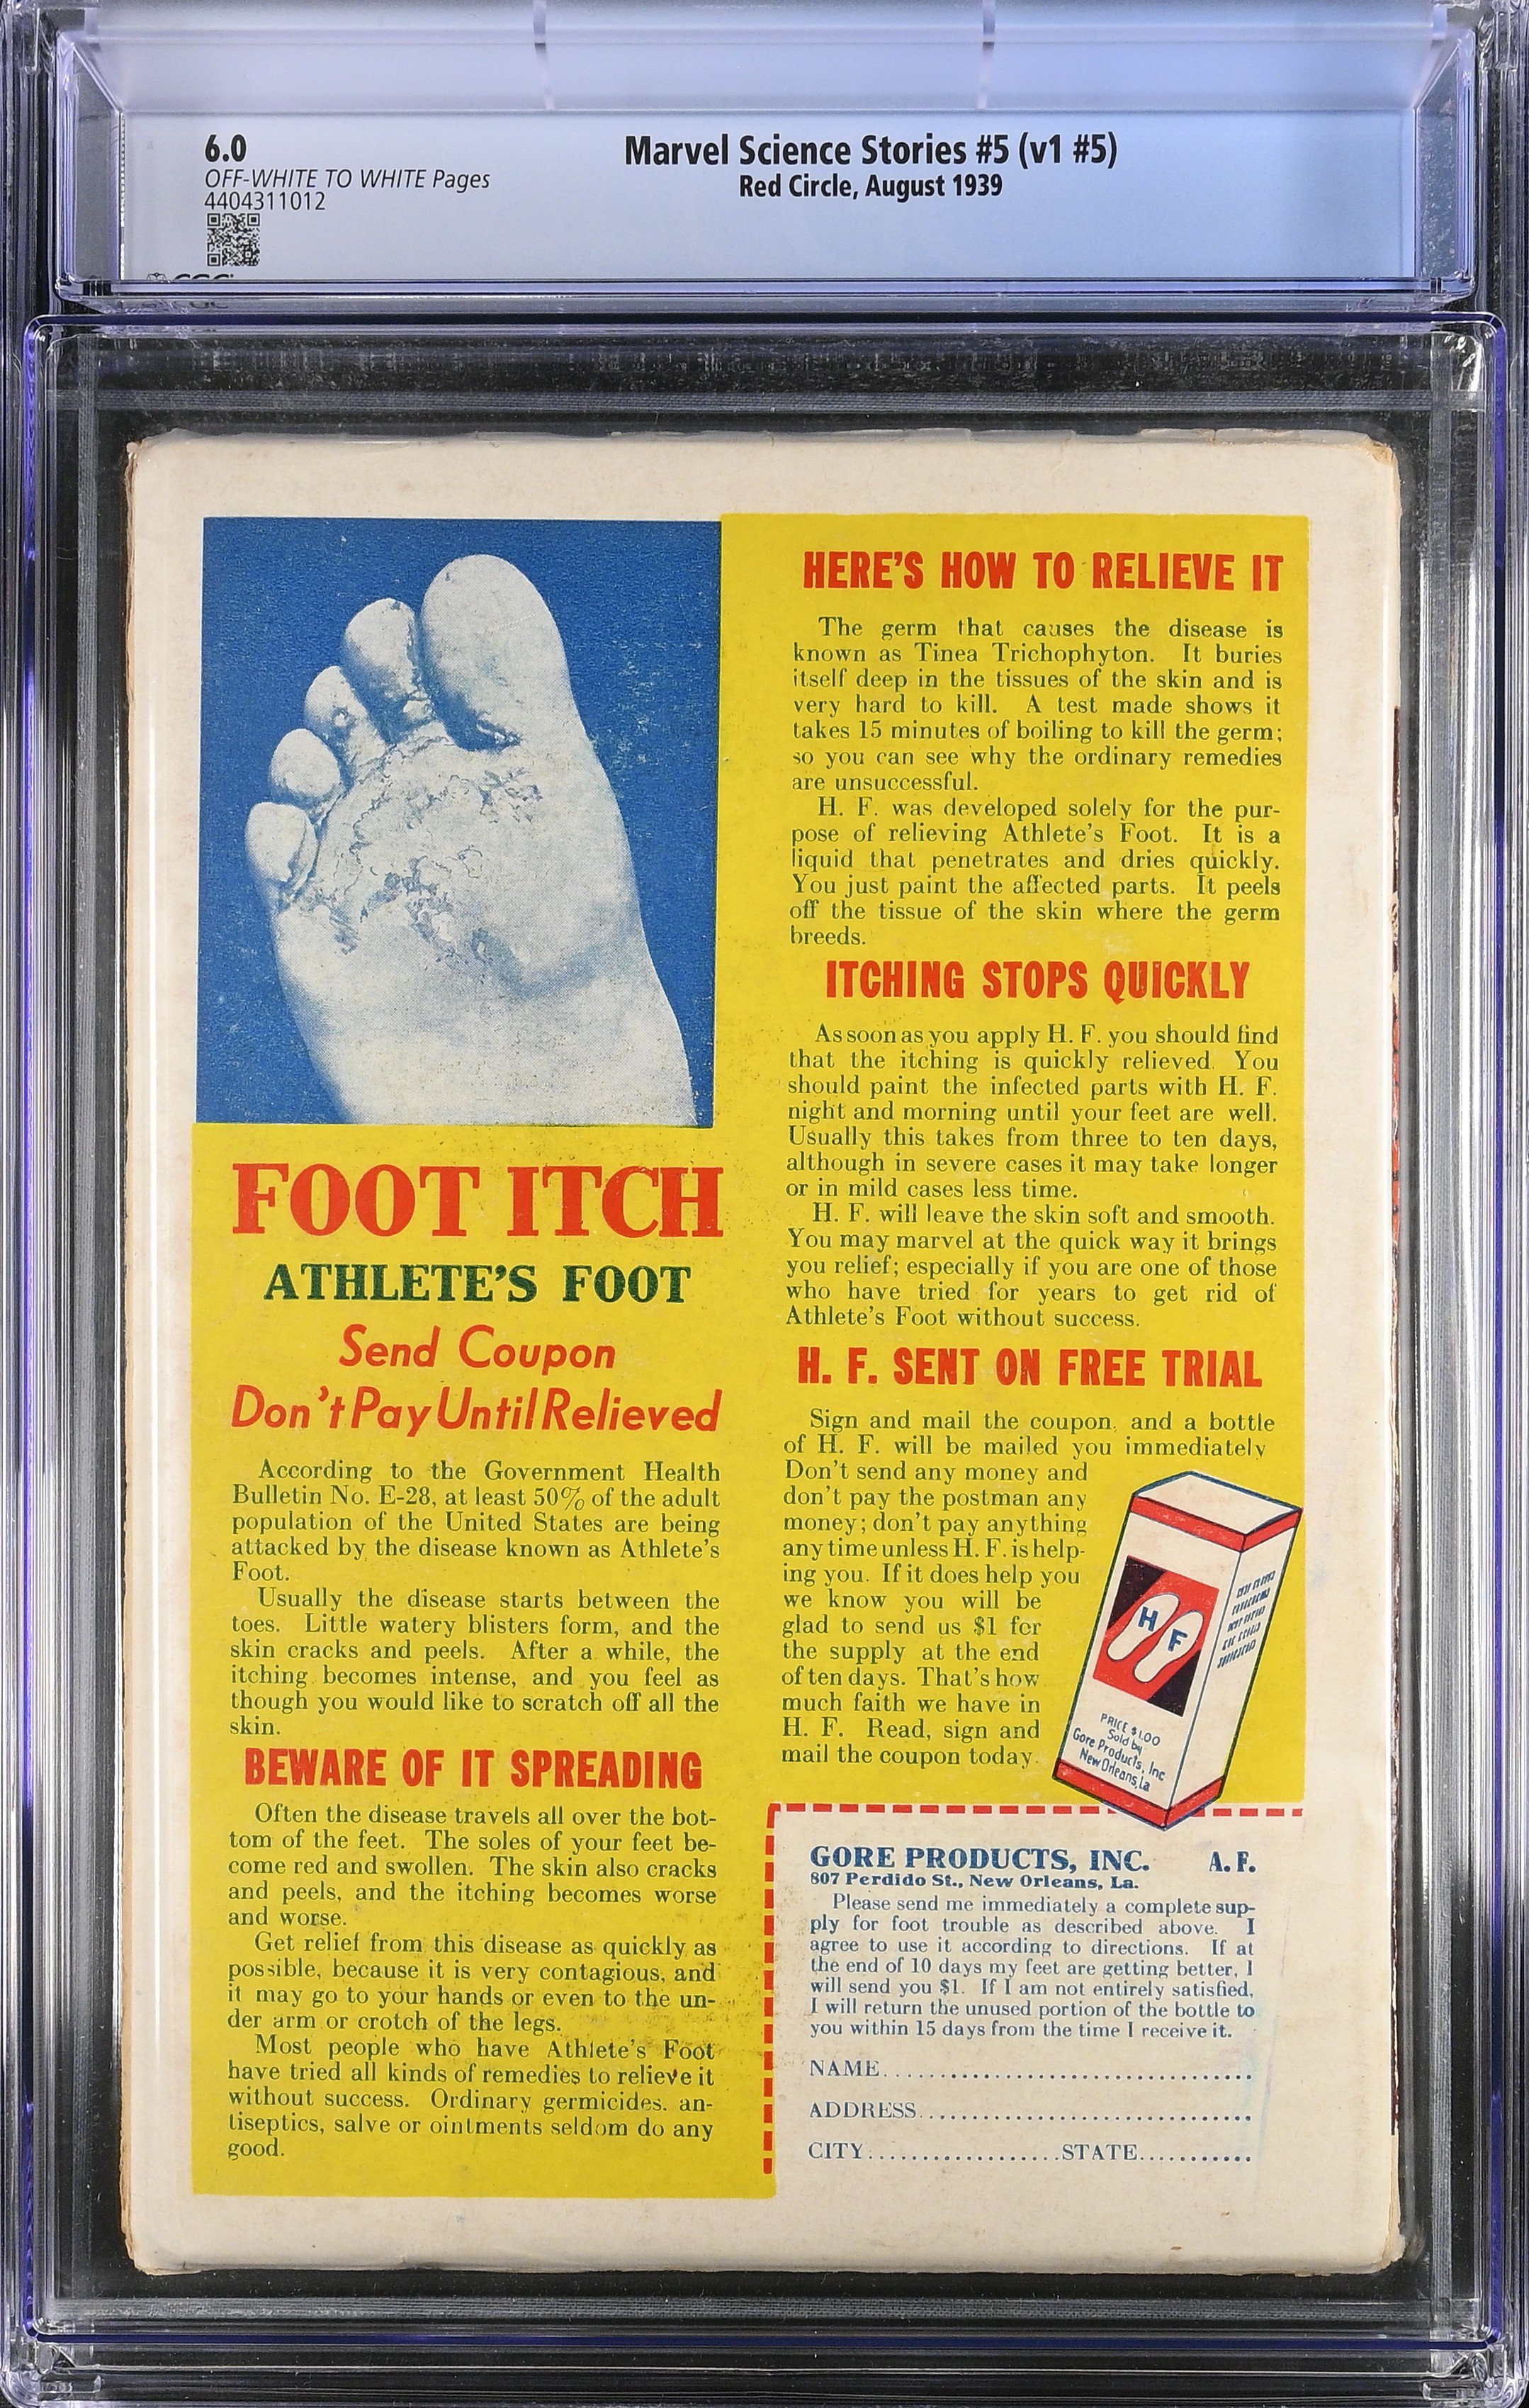 6.0
OFF-WHITE TO WHITE Pages
4404311012
Marvel Science Stories #5 (v1 #5)
Red Circle, August 1939
FOOT ITCH
ATHLETE'S FOOT
Send Coupon
Don't Pay Until Relieved
According to the Government Health
Bulletin No. E-28, at least 50% of the adult
population of the United States are being
attacked by the disease known as Athlete's
Foot.
Usually the disease starts between the
toes. Little watery blisters form, and the
skin cracks and peels. After a while, the
itching becomes intense, and you feel as
though you would like to scratch off all the
skin.
BEWARE OF IT SPREADING
Often the disease travels all over the bot-
tom of the feet. The soles of your feet be-
come red and swollen. The skin also cracks
and peels, and the itching becomes worse
and worse.
Get relief from this disease as quickly as
possible, because it is very contagious, and
it may go to your hands or even to the un-
der arm or crotch of the legs.
Most people who have Athlete's Foot
have tried all kinds of remedies to relieve it
without success. Ordinary germicides, an-
tiseptics, salve or ointments seldom do any
good.
HERE'S HOW TO RELIEVE IT
The germ that causes the disease is
known as Tinea Trichophyton. It buries
itself deep in the tissues of the skin and is
very hard to kill. A test made shows it
takes 15 minutes of boiling to kill the germ;
so you can see why the ordinary remedies
are unsuccessful.
H. F. was developed solely for the pur-
pose of relieving Athlete's Foot. It is a
liquid that penetrates and dries quickly.
You just paint the affected parts. It peels
off the tissue of the skin where the germ
breeds.
ITCHING STOPS QUICKLY
As soon as you apply H. F. you should find
that the itching is quickly relieved. You
should paint the infected parts with H. F.
night and morning until your feet are well.
Usually this takes from three to ten days,
although in severe cases it may take longer
or in mild cases less time.
H. F. will leave the skin soft and smooth.
You may marvel at the quick way it brings
you relief; especially if you are one of those
who have tried for years to get rid of
Athlete's Foot without success.
H. F. SENT ON FREE TRIAL
Sign and mail the coupon, and a bottle
of H. F. will be mailed you immediately
Don't send any money and
don't pay the postman any
money; don't pay anything
any time unless H. F. is help-
ing you. If it does help you
we know you will be
glad to send us $1 for
the supply at the end
of ten days. That's how
much faith we have in
H. F. Read, sign and
mail the coupon today.
H F
PRICE $1.00
Sold by
Gore Products, Inc
New Orleans, La
GORE PRODUCTS, INC. A. F.
807 Perdido St., New Orleans, La.
Please send me immediately a complete sup-
ply for foot trouble as described above. I
agree to use it according to directions. If at
the end of 10 days my feet are getting better, I
will send you $1. If I am not entirely satisfied,
I will return the unused portion of the bottle to
you within 15 days from the time I receive it.
NAME
ADDRESS
CITY STATE